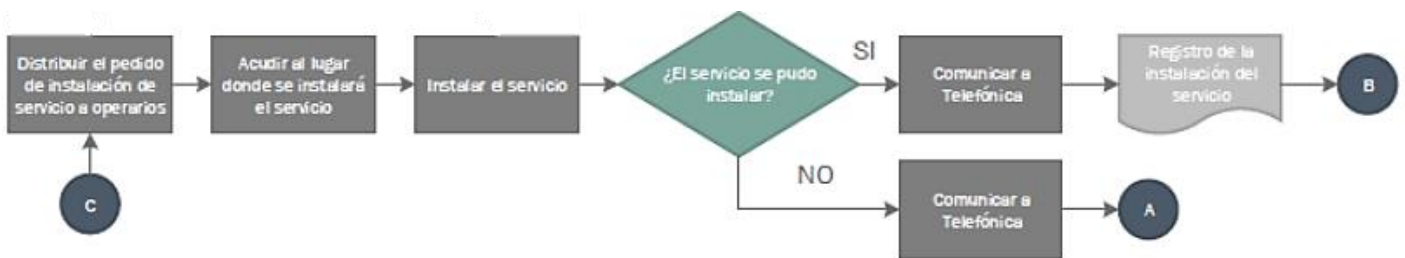 Distribuir el pedido
de instalación de
servicio a operarios
Acudir al lugar
donde se instalará
el servicio
Instalar el servicio
¿El servicio se pudo
instalar?
SI
Comunicar a
Telefónica
Registro de la
instalación del
servicio
B
C
NO
Comunicar a
Telefónica
A